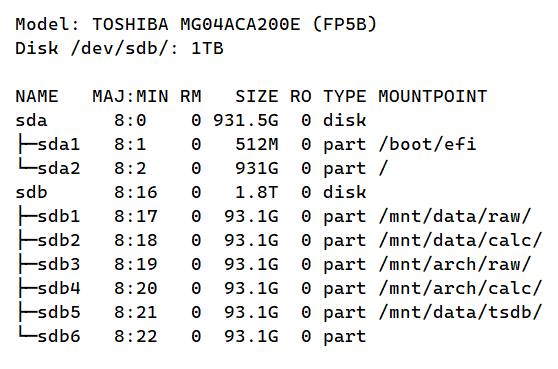 Model: TOSHIBA MG04ACA200E (FP5B)
Disk /dev/sdb/: 1TB

NAME   MAJ:MIN RM   SIZE RO TYPE MOUNTPOINT
sda      8:0    0 931.5G  0 disk
├─sda1   8:1    0   512M  0 part /boot/efi
└─sda2   8:2    0   931G  0 part /
sdb      8:16   0   1.8T  0 disk
├─sdb1   8:17   0  93.1G  0 part /mnt/data/raw/
├─sdb2   8:18   0  93.1G  0 part /mnt/data/calc/
├─sdb3   8:19   0  93.1G  0 part /mnt/arch/raw/
├─sdb4   8:20   0  93.1G  0 part /mnt/arch/calc/
├─sdb5   8:21   0  93.1G  0 part /mnt/data/tsdb/
└─sdb6   8:22   0  93.1G  0 part